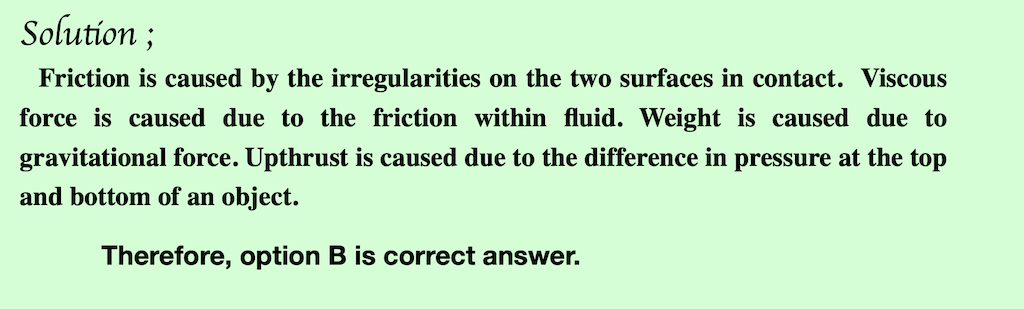 Solution ;
Friction is caused by the irregularities on the two surfaces in contact. Viscous
force is caused due to the friction within fluid. Weight is caused due to
gravitational force. Upthrust is caused due to the difference in pressure at the top
and bottom of an object.
Therefore, option B is correct answer.